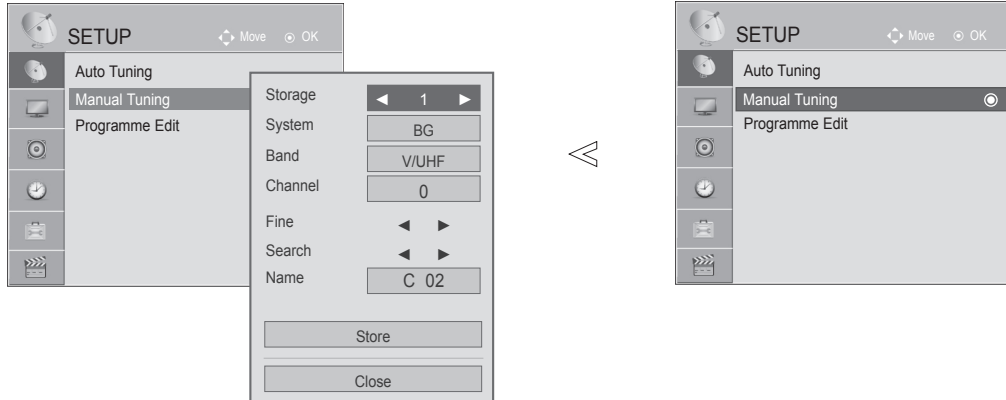 SETUP Move OK
Auto Tuning
Manual Tuning
Programme Edit
Storage ◄ 1 ►
System BG
Band V/UHF
Channel 0
Fine ◄ ►
Search ◄ ►
Name C 02
Store
Close
SETUP Move OK
Auto Tuning
Manual Tuning
Programme Edit